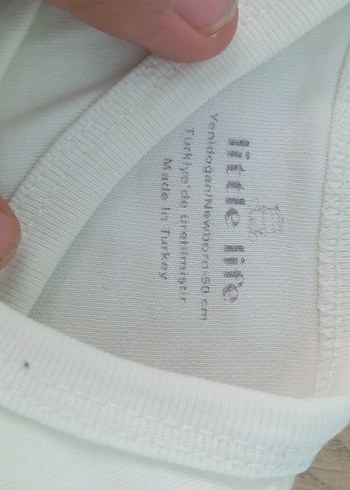 little life
Yenidoğan/Newborn-50 cm
Türkiye'de üretilmiştir
Made In Turkey